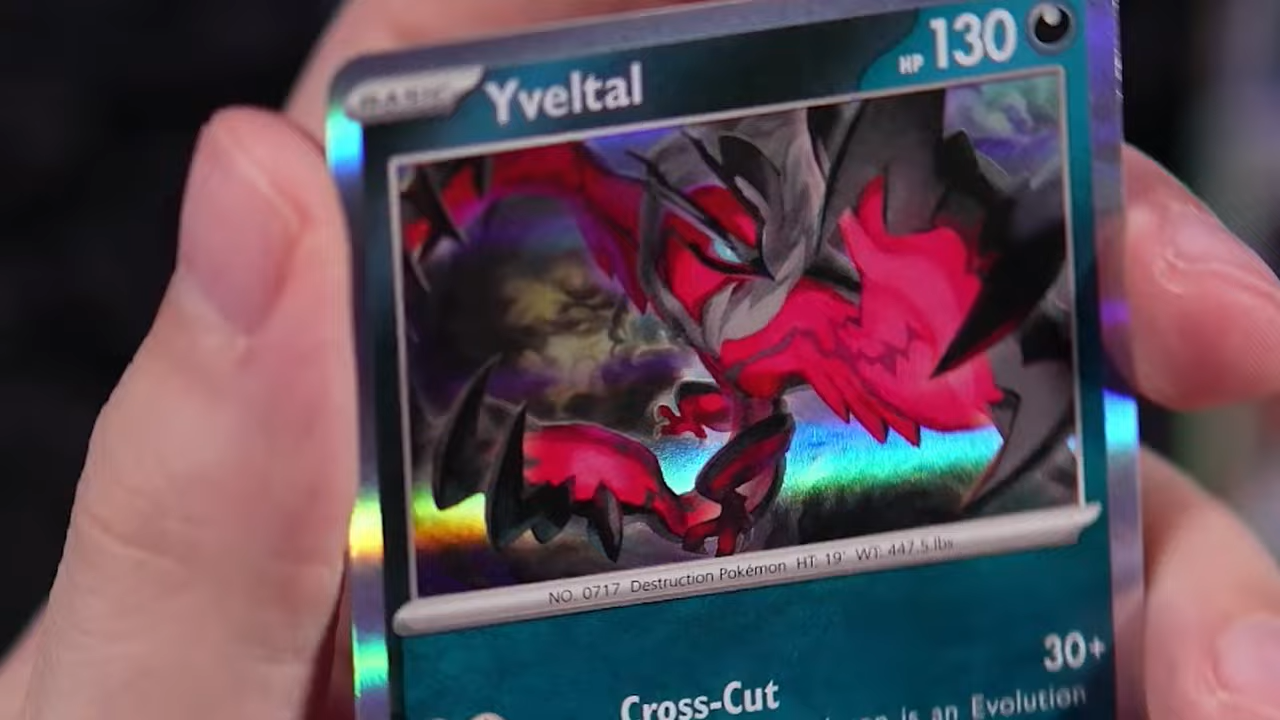 BASIC Yveltal HP 130
NO. 0717 Destruction Pokémon HT: 19' WT: 447.5 lbs
Cross-Cut 30+
is an Evolution